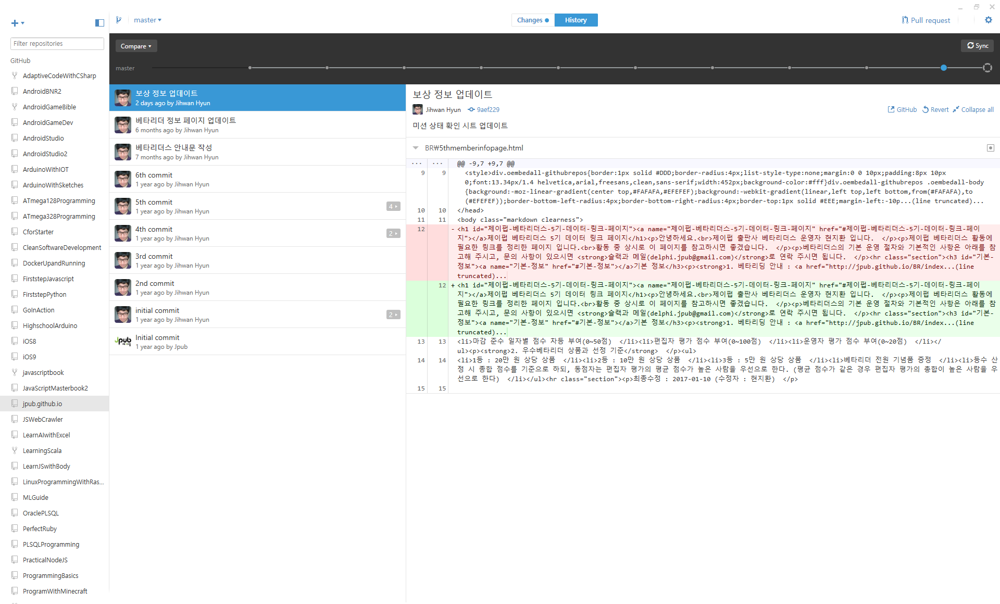 master
Changes
History
Pull request
Filter repositories
Compare
Sync
master
GitHub
AdaptiveCodeWithCSharp
AndroidBNR2
AndroidGameBible
AndroidGameDev
AndroidStudio
AndroidStudio2
ArduinoWithIOT
ArduinoWithSketches
ATmega128Programming
ATmega328Programming
CforStarter
CleanSoftwareDevelopment
DockerUpandRunning
FirststepJavascript
FirststepPython
GoInAction
HighschoolArduino
iOS8
iOS9
javascriptbook
JavaScriptMasterbook2
jpub.github.io
JSWebCrawler
LearnAIwithExcel
LearningScala
LearnJSwithBody
LinuxProgrammingWithRas...
MLGuide
OraclePLSQL
PerfectRuby
PLSQLProgramming
PracticalNodeJS
ProgrammingBasics
ProgramWithMinecraft
보상 정보 업데이트
2 days ago by Jihwan Hyun
베타리더 정보 페이지 업데이트
6 months ago by Jihwan Hyun
베타리더스 안내문 작성
7 months ago by Jihwan Hyun
6th commit
1 year ago by Jihwan Hyun
5th commit
1 year ago by Jihwan Hyun
4
4th commit
1 year ago by Jihwan Hyun
2
3rd commit
1 year ago by Jihwan Hyun
2nd commit
1 year ago by Jihwan Hyun
initial commit
1 year ago by Jihwan Hyun
2
Jpub
제이펍
Initial commit
1 year ago by Jpub
보상 정보 업데이트
Jihwan Hyun 9aef229
GitHub Revert Collapse all
미션 상태 확인 시트 업데이트
BR₩5thmemberinfopage.html
... ... @@ -9,7 +9,7 @@
9 9 <style>div.oembedall-githubrepos{border:1px solid #DDD;border-radius:4px;list-style-type:none;margin:0 0 10px;padding:8px 10px
0;font:13.34px/1.4 helvetica,arial,freesans,clean,sans-serif;width:452px;background-color:#fff}div.oembedall-githubrepos .oembedall-body
{background:-moz-linear-gradient(center top,#FAFAFA,#EFEFEF);background:-webkit-gradient(linear,left top,left bottom,from(#FAFAFA),to
(#EFEFEF));border-bottom-left-radius:4px;border-bottom-right-radius:4px;border-top:1px solid #EEE;margin-left:-10p...(line truncated)...
10 10 </head>
11 11 <body class="markdown clearness">
12 - <h1 id="제이펍-베타리더스-5기-데이터-링크-페이지"><a name="제이펍-베타리더스-5기-데이터-링크-페이지" href="#제이펍-베타리더스-5기-데이터-링크-페이
지"></a>제이펍 베타리더스 5기 데이터 링크 페이지</h1><p>안녕하세요.<br>제이펍 출판사 베타리더스 운영자 현지환 입니다. </p><p>제이펍 베타리더스 활동에
필요한 링크를 정리한 페이지 입니다.<br>활동 중 상시로 이 페이지를 참고하시면 좋겠습니다. </p><p>베타리더스의 기본 운영 절차와 기본적인 사항은 아래를 참
고해 주시고, 문의 사항이 있으시면 <strong>슬랙과 메일(delphi.jpub@gmail.com)</strong>로 연락 주시면 됩니다. </p><hr class="section"><h3 id="기본-
정보"><a name="기본-정보" href="#기본-정보"></a>기본 정보</h3><p><strong>1. 베타리딩 안내 : <a href="http://jpub.github.io/BR/index...(line
truncated)...
12 + <h1 id="제이펍-베타리더스-5기-데이터-링크-페이지"><a name="제이펍-베타리더스-5기-데이터-링크-페이지" href="#제이펍-베타리더스-5기-데이터-링크-페이
지"></a>제이펍 베타리더스 5기 데이터 링크 페이지</h1><p>안녕하세요.<br>제이펍 출판사 베타리더스 운영자 현지환 입니다. </p><p>제이펍 베타리더스 활동에
필요한 링크를 정리한 페이지 입니다.<br>활동 중 상시로 이 페이지를 참고하시면 좋겠습니다. </p><p>베타리더스의 기본 운영 절차와 기본적인 사항은 아래를 참
고해 주시고, 문의 사항이 있으시면 <strong>슬랙과 메일(delphi.jpub@gmail.com)</strong>로 연락 주시면 됩니다. </p><hr class="section"><h3 id="기본-
정보"><a name="기본-정보" href="#기본-정보"></a>기본 정보</h3><p><strong>1. 베타리딩 안내 : <a href="http://jpub.github.io/BR/index...(line
truncated)...
13 13 <li>마감 준수 일자별 점수 차등 부여(0~50점) </li><li>편집자 평가 점수 부여(0~100점) </li><li>운영자 평가 점수 부여(0~20점) </li></
ul><p><strong>2. 우수베타리더 상품과 선정 기준</strong> </p><ul>
14 14 <li>1등 : 20만 원 상당 상품 </li><li>2등 : 10만 원 상당 상품 </li><li>3등 : 5만 원 상당 상품 </li><li>베타리더 전원 기념품 증정 </li><li>등수 산
정 시 종합 점수를 기준으로 하되, 동점자는 편집자 평가의 평균 점수가 높은 사람을 우선으로 한다. (평균 점수가 같은 경우 편집자 평가의 총합이 높은 사람을 우
선으로 한다) </li></ul><hr class="section"><p>최종수정 : 2017-01-10 (수정자 : 현지환) </p>
15 15